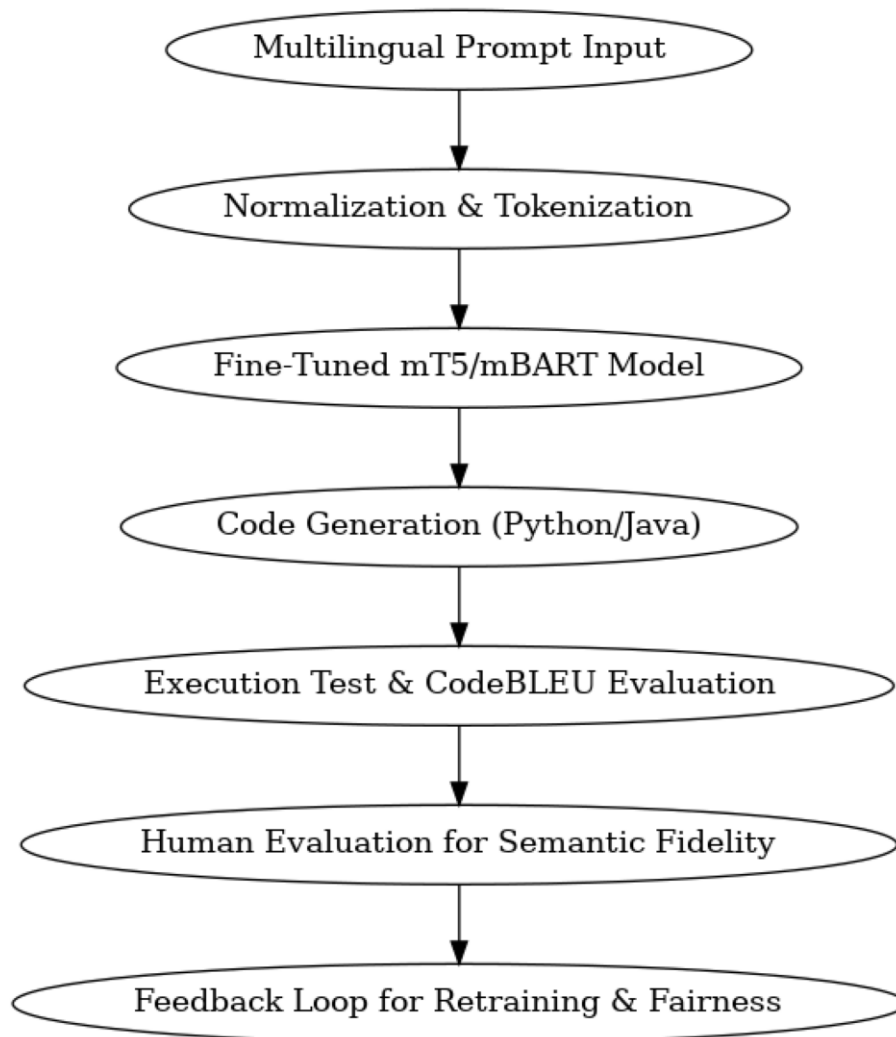 Multilingual Prompt Input
Normalization & Tokenization
Fine-Tuned mT5/mBART Model
Code Generation (Python/Java)
Execution Test & CodeBLEU Evaluation
Human Evaluation for Semantic Fidelity
Feedback Loop for Retraining & Fairness